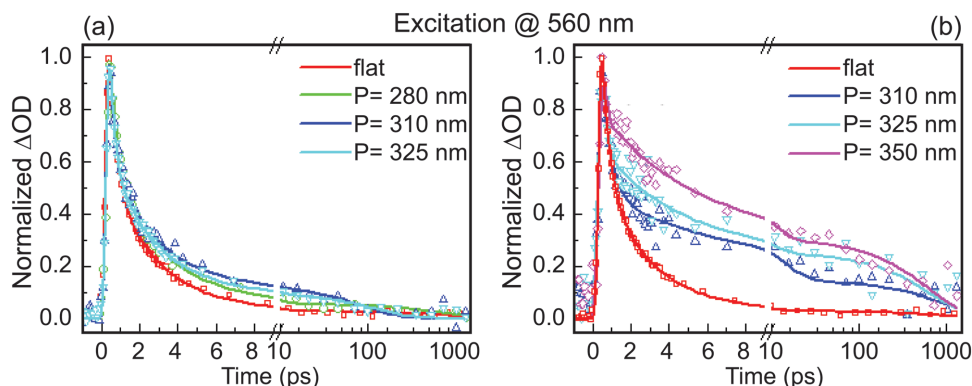 (a)
Excitation @ 560 nm
(b)
Normalized ΔOD
1.0
0.8
0.6
0.4
0.2
0.0
flat
P= 280 nm
P= 310 nm
P= 325 nm
0 2 4 6 8 10 100 1000
Time (ps)
Normalized ΔOD
1.0
0.8
0.6
0.4
0.2
0.0
flat
P= 310 nm
P= 325 nm
P= 350 nm
0 2 4 6 8 10 100 1000
Time (ps)